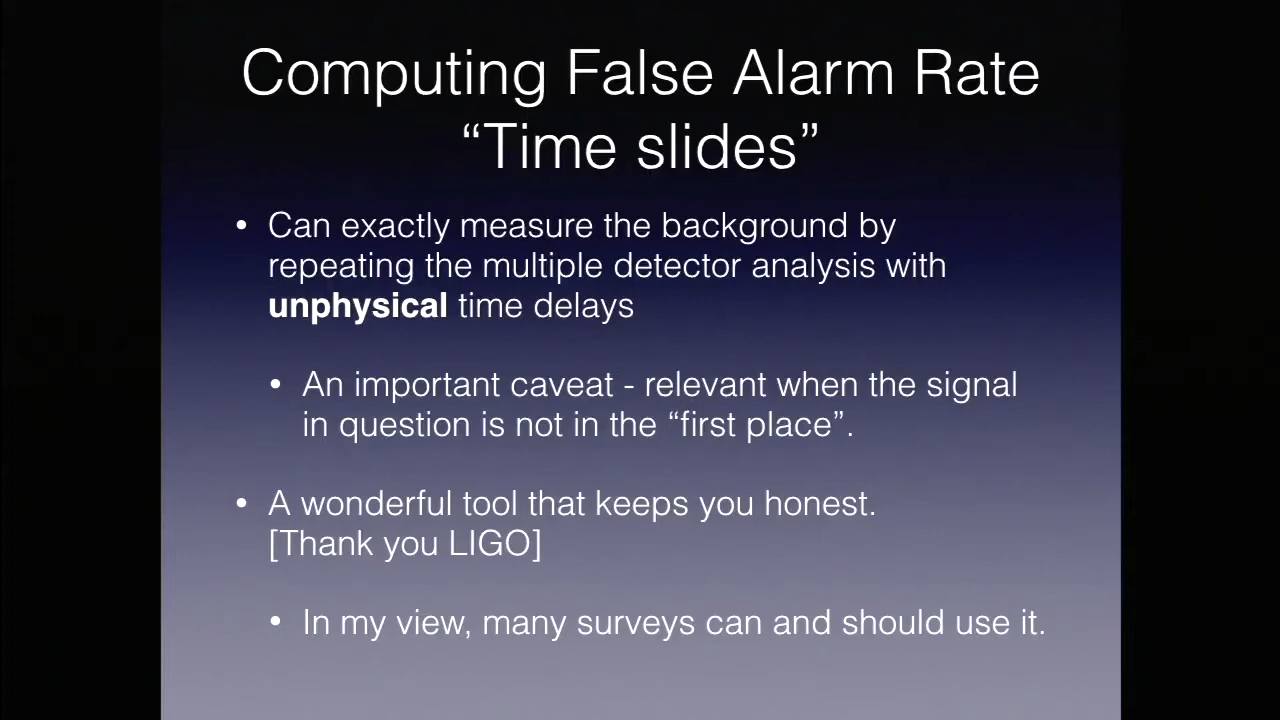 Computing False Alarm Rate
“Time slides”
• Can exactly measure the background by
repeating the multiple detector analysis with
unphysical time delays
• An important caveat - relevant when the signal
in question is not in the “first place”.
• A wonderful tool that keeps you honest.
[Thank you LIGO]
• In my view, many surveys can and should use it.